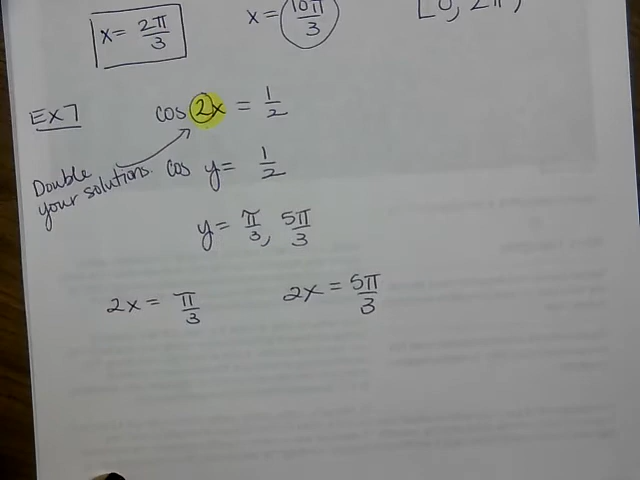 x = 2π/3 x = 10π/3 [0, 2π)
Ex 7 cos 2x = 1/2
Double your solutions. cos y = 1/2
y = π/3, 5π/3
2x = π/3 2x = 5π/3